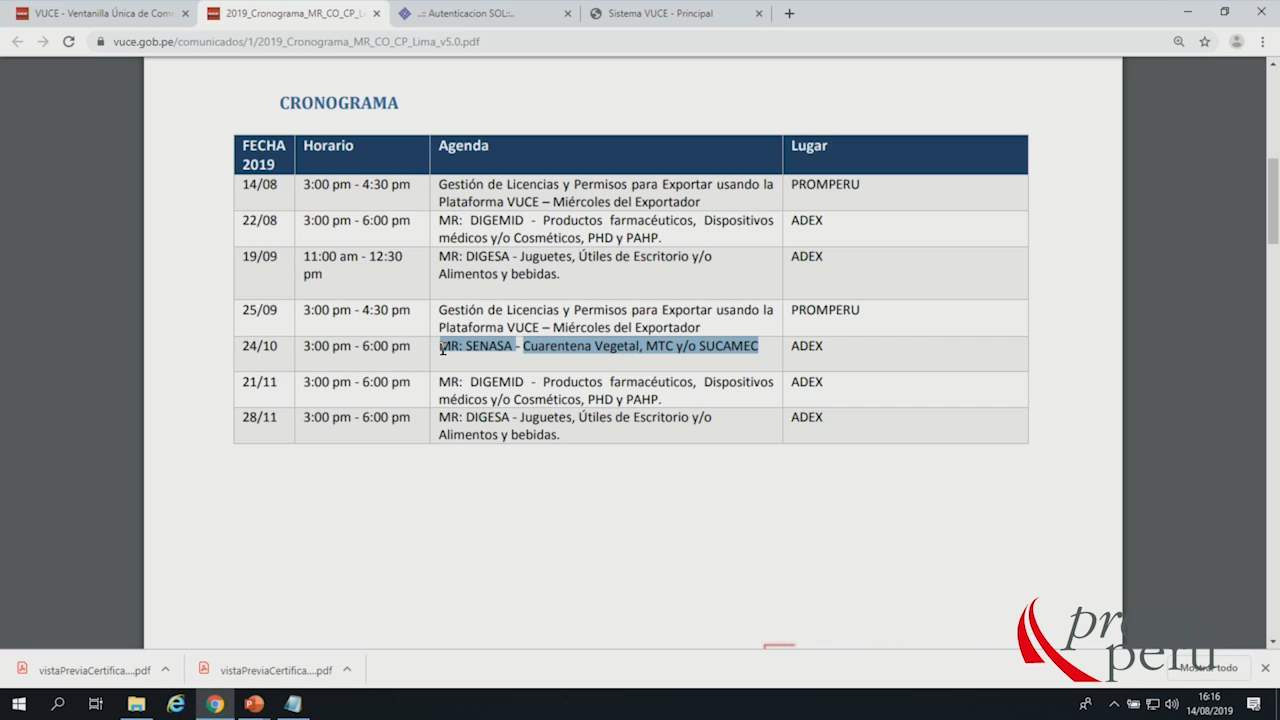 VUCE - Ventanilla Única de Come
2019_Cronograma_MR_CO_CP_L
..:: Autenticacion SOL::..
Sistema VUCE - Principal
vuce.gob.pe/comunicados/1/2019_Cronograma_MR_CO_CP_Lima_v5.0.pdf
CRONOGRAMA
FECHA 2019 Horario Agenda Lugar
14/08 3:00 pm - 4:30 pm Gestión de Licencias y Permisos para Exportar usando la PROMPERU
Plataforma VUCE – Miércoles del Exportador
22/08 3:00 pm - 6:00 pm MR: DIGEMID - Productos farmacéuticos, Dispositivos ADEX
médicos y/o Cosméticos, PHD y PAHP.
19/09 11:00 am - 12:30 MR: DIGESA - Juguetes, Útiles de Escritorio y/o ADEX
pm Alimentos y bebidas.
25/09 3:00 pm - 4:30 pm Gestión de Licencias y Permisos para Exportar usando la PROMPERU
Plataforma VUCE – Miércoles del Exportador
24/10 3:00 pm - 6:00 pm MR: SENASA - Cuarentena Vegetal, MTC y/o SUCAMEC ADEX
21/11 3:00 pm - 6:00 pm MR: DIGEMID - Productos farmacéuticos, Dispositivos ADEX
médicos y/o Cosméticos, PHD y PAHP.
28/11 3:00 pm - 6:00 pm MR: DIGESA - Juguetes, Útiles de Escritorio y/o ADEX
Alimentos y bebidas.
peru
vistaPreviaCertifica....pdf
vistaPreviaCertifica....pdf
Mostrar todo
16:16
14/08/2019